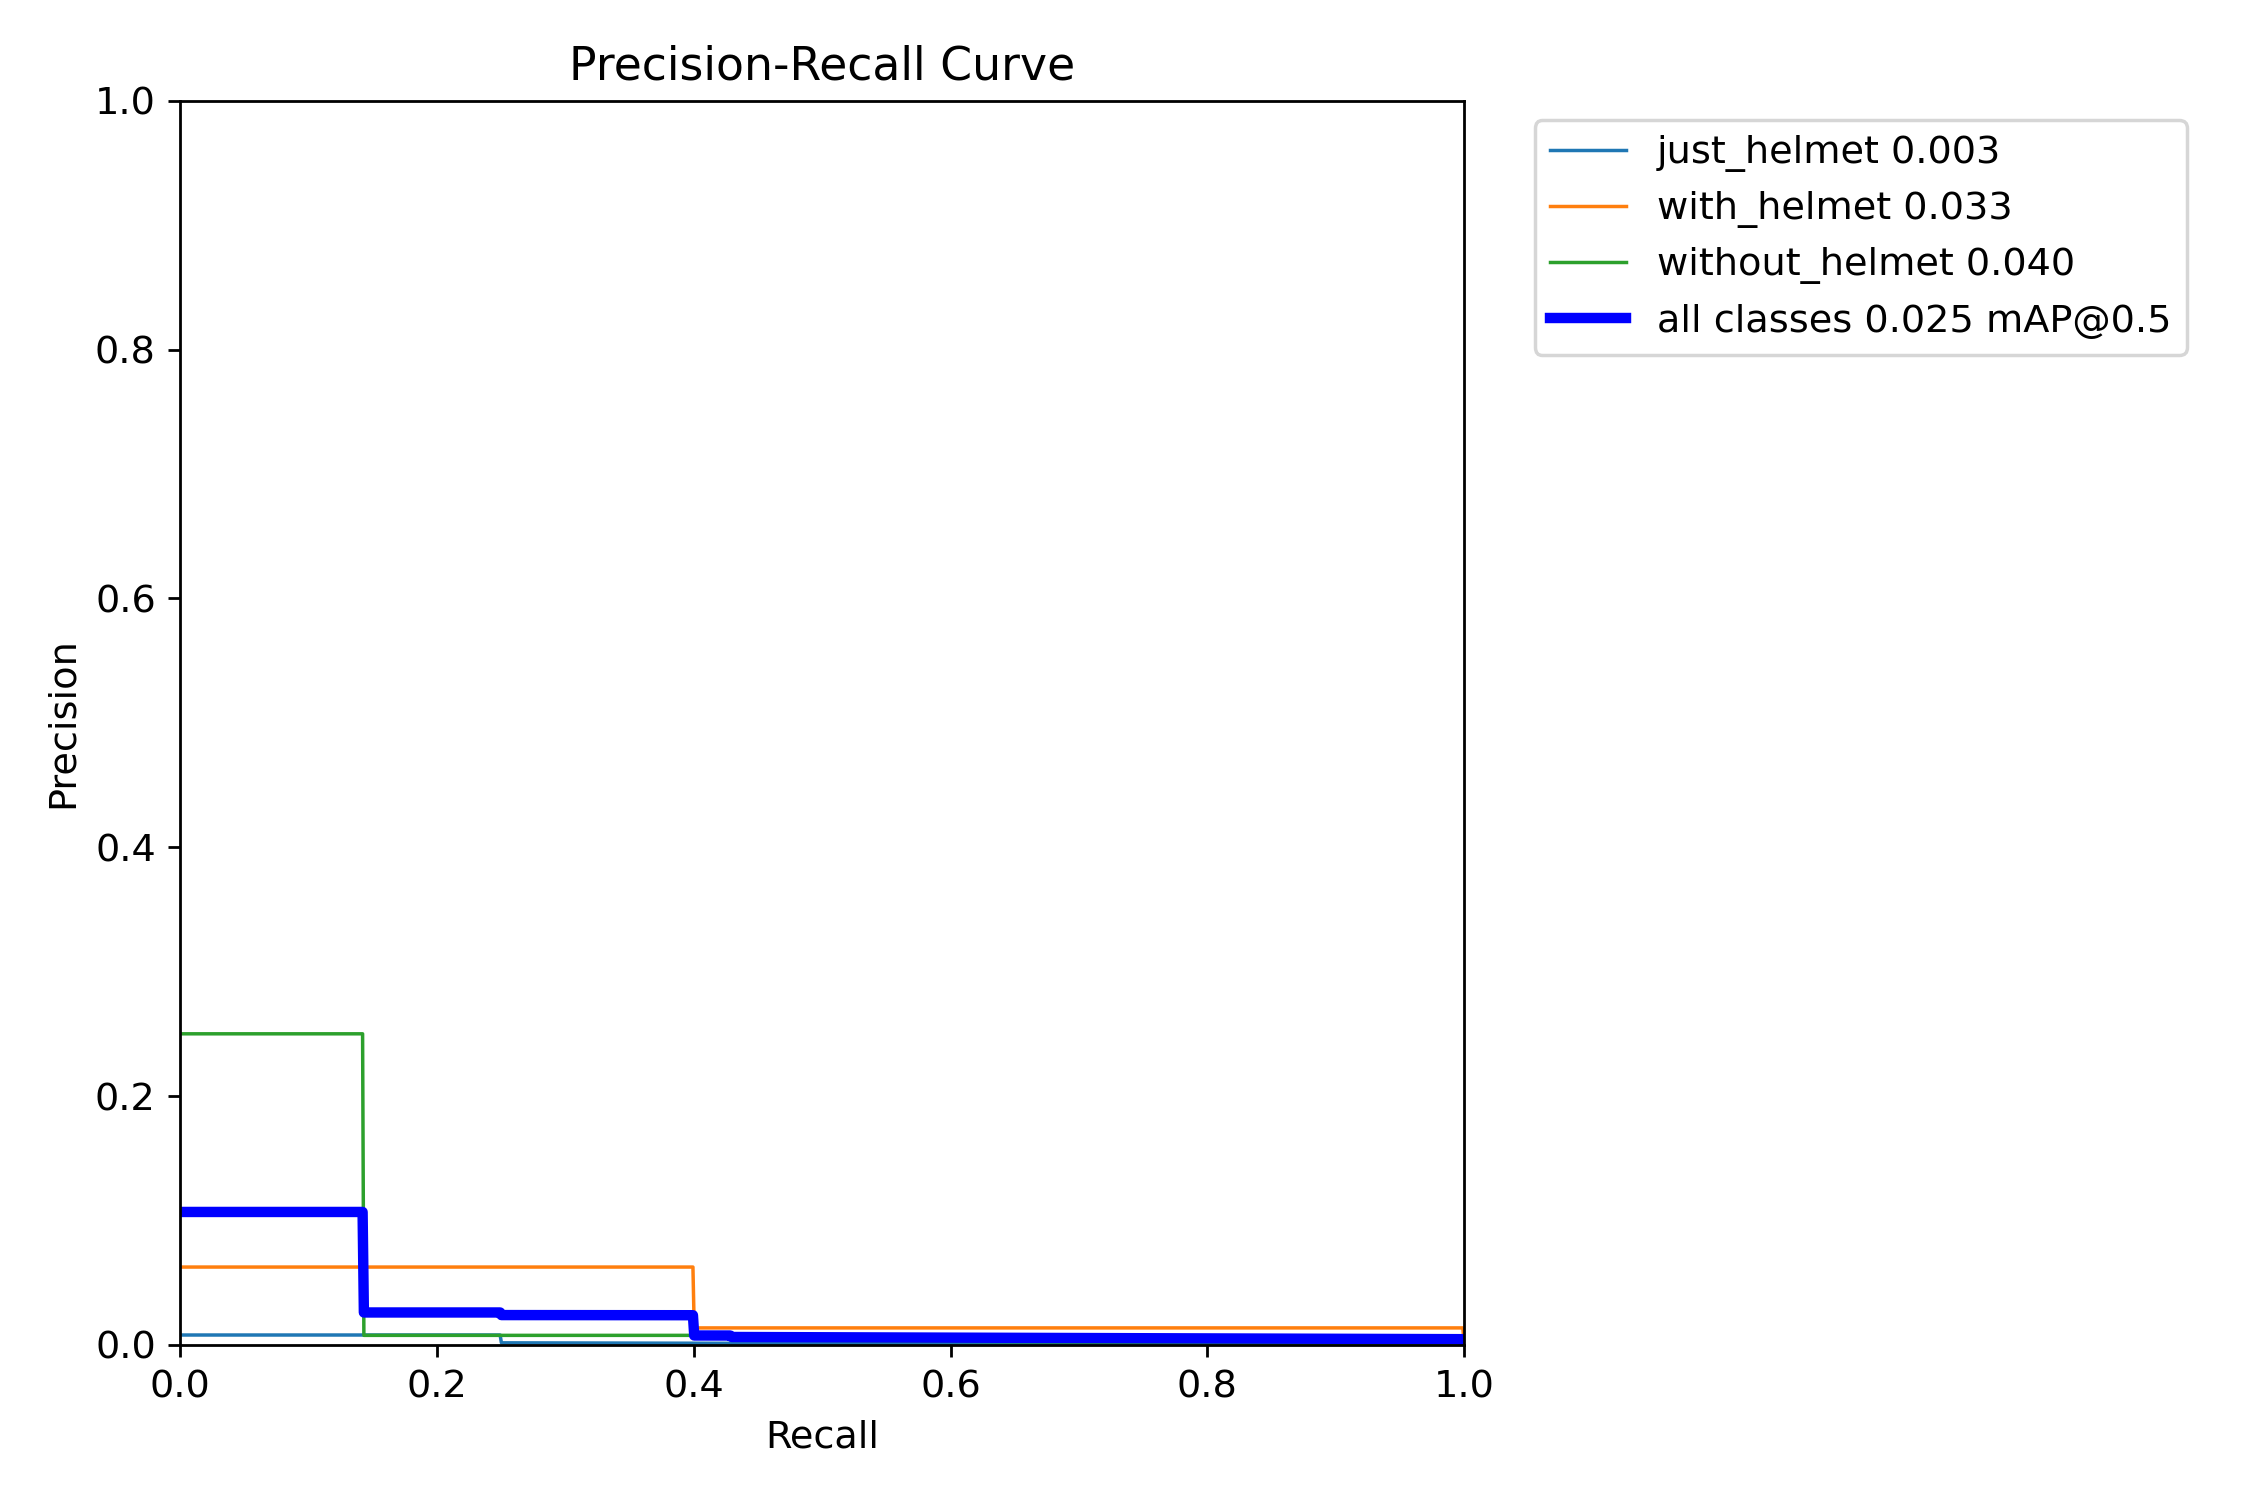 Precision-Recall Curve
1.0
0.8
0.6
0.4
0.2
0.0
Precision
0.0 0.2 0.4 0.6 0.8 1.0
Recall
just_helmet 0.003
with_helmet 0.033
without_helmet 0.040
all classes 0.025 mAP@0.5